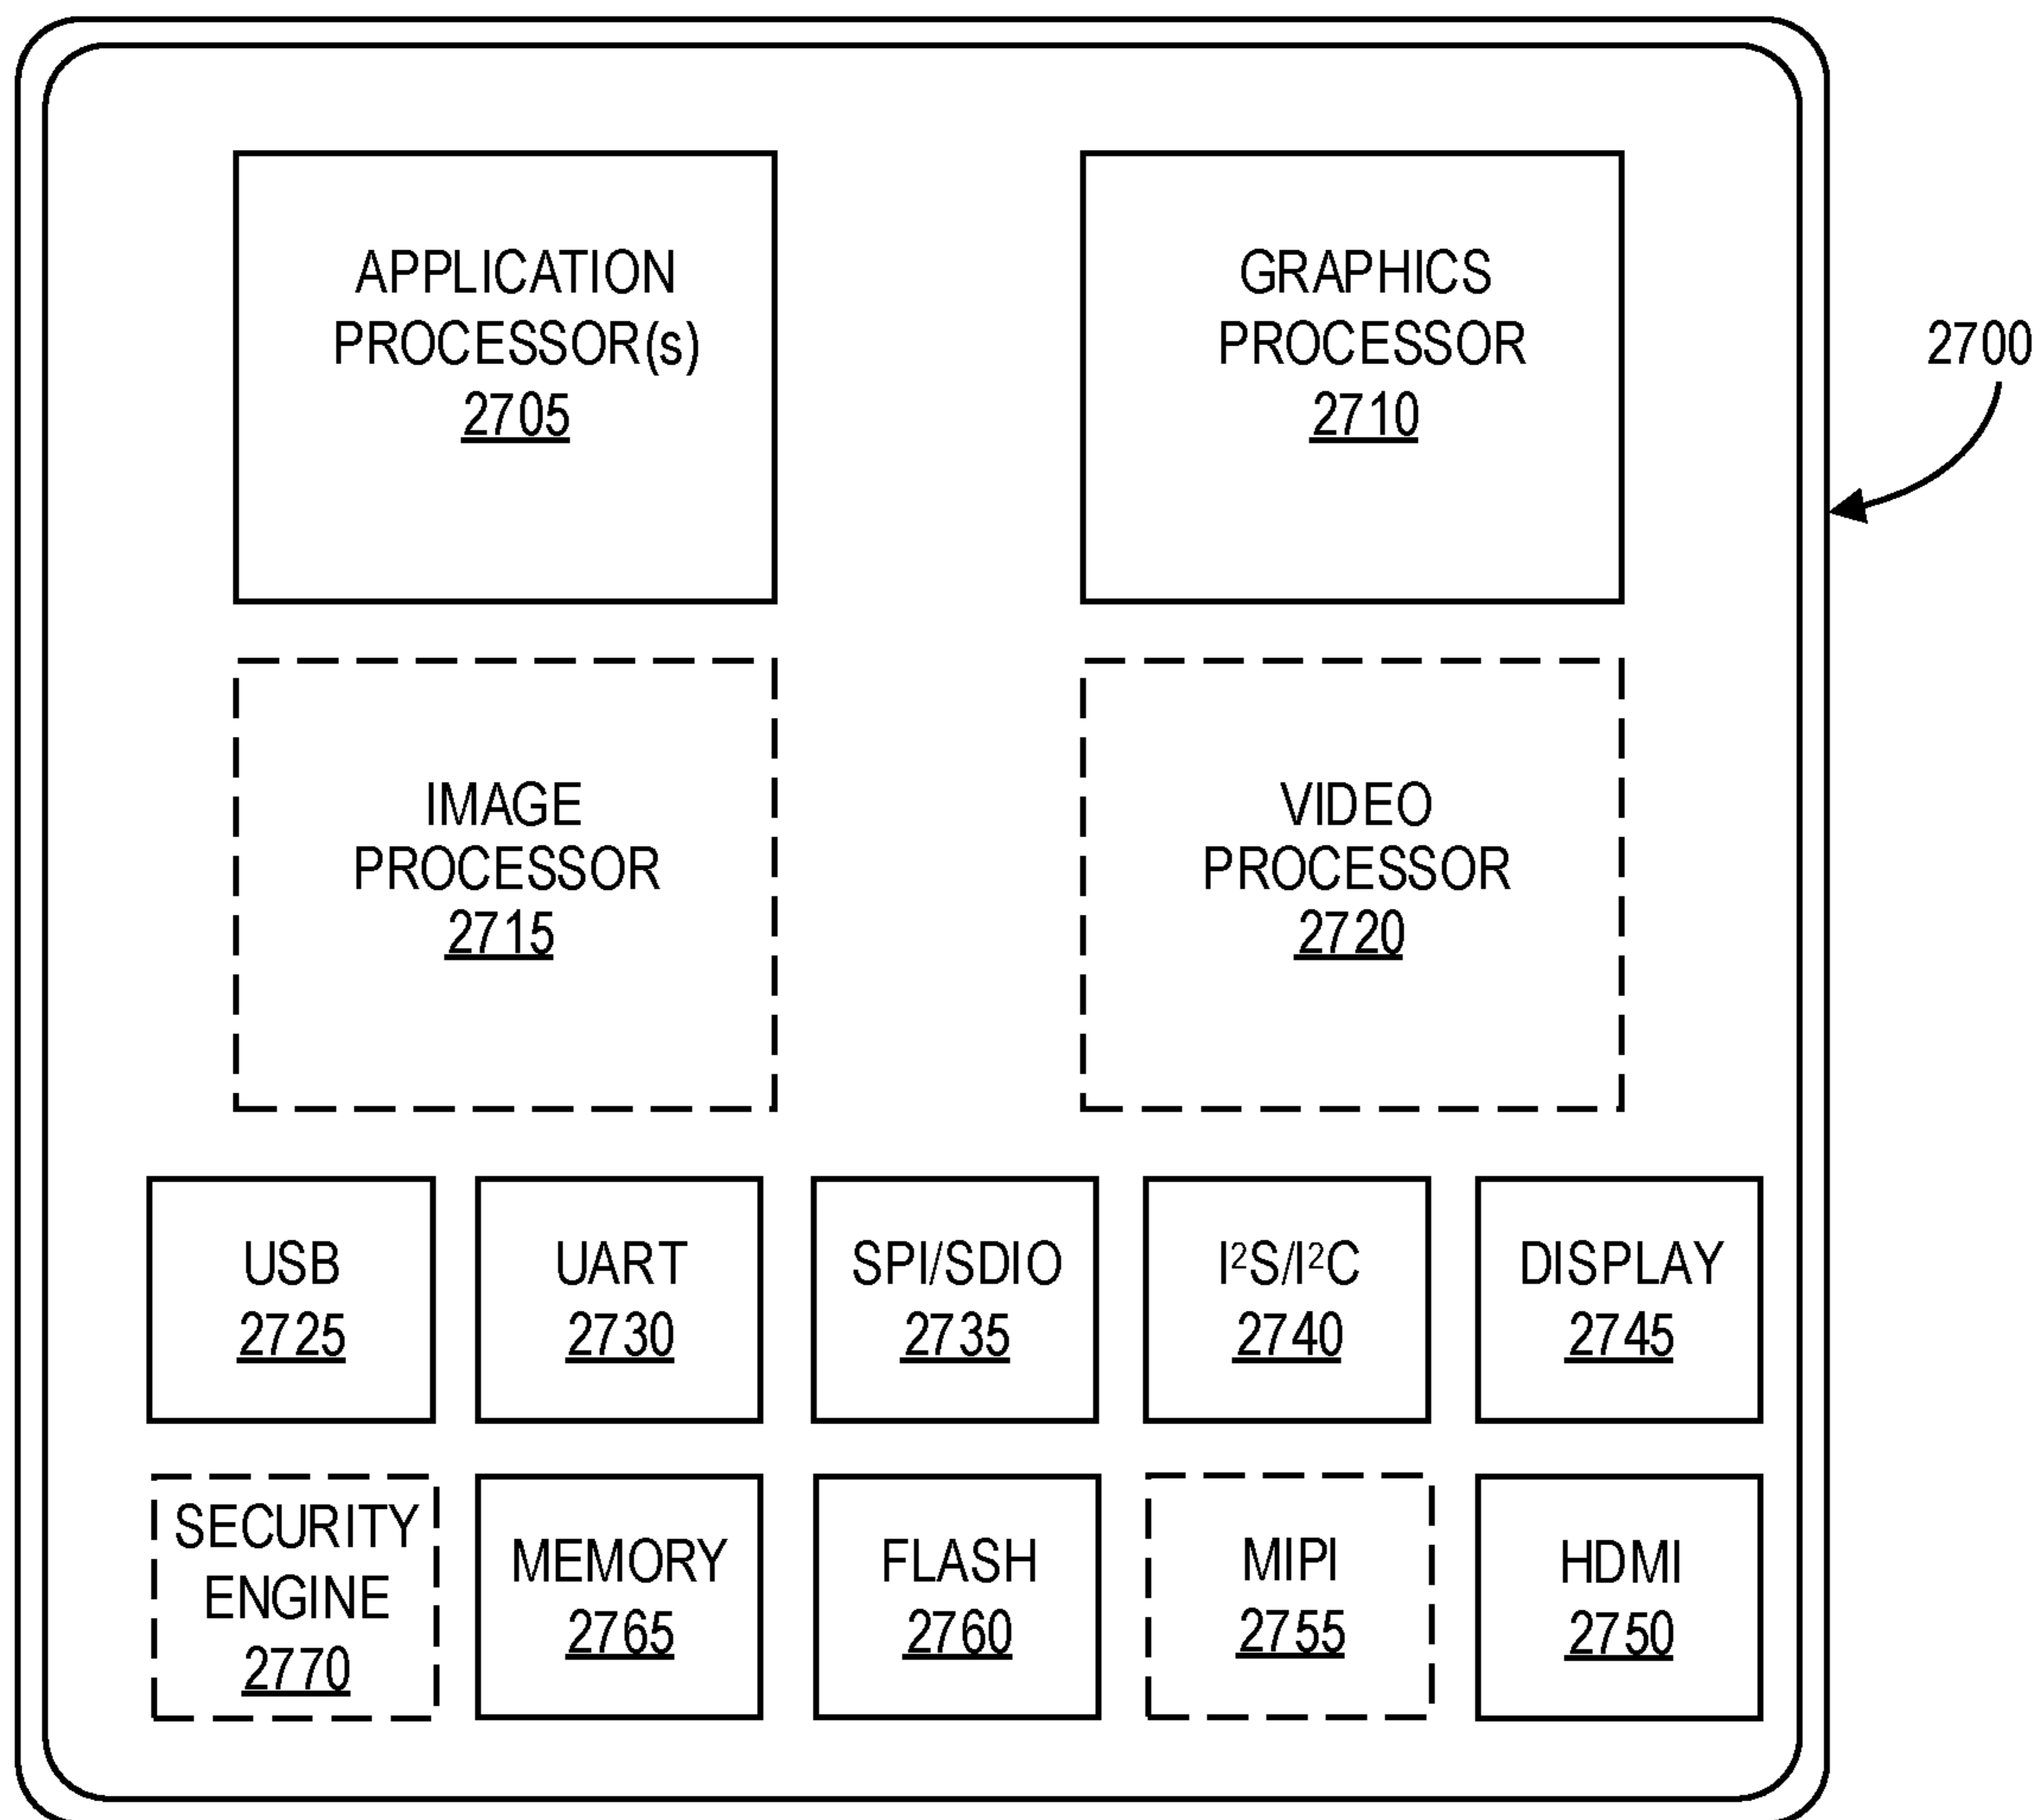 APPLICATION
PROCESSOR(s)
2705
GRAPHICS
PROCESSOR
2710
2700
IMAGE
PROCESSOR
2715
VIDEO
PROCESSOR
2720
USB
2725
UART
2730
SPI/SDIO
2735
I²S/I²C
2740
DISPLAY
2745
SECURITY
ENGINE
2770
MEMORY
2765
FLASH
2760
MIPI
2755
HDMI
2750